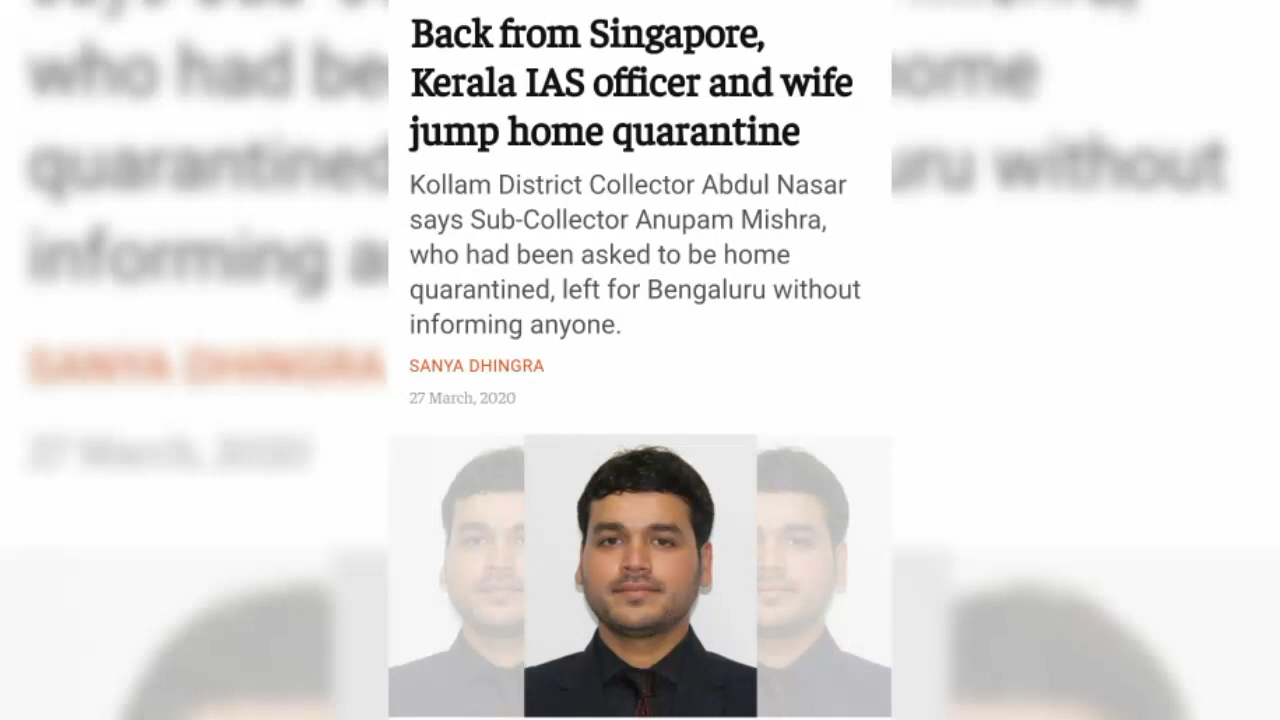 Back from Singapore,
Kerala IAS officer and wife
jump home quarantine
Kollam District Collector Abdul Nasar
says Sub-Collector Anupam Mishra,
who had been asked to be home
quarantined, left for Bengaluru without
informing anyone.
SANYA DHINGRA
27 March, 2020